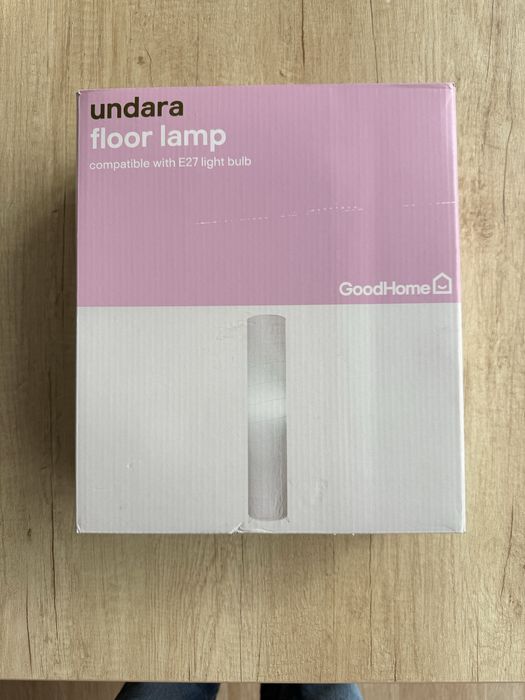 undara
floor lamp
compatible with E27 light bulb
GoodHome